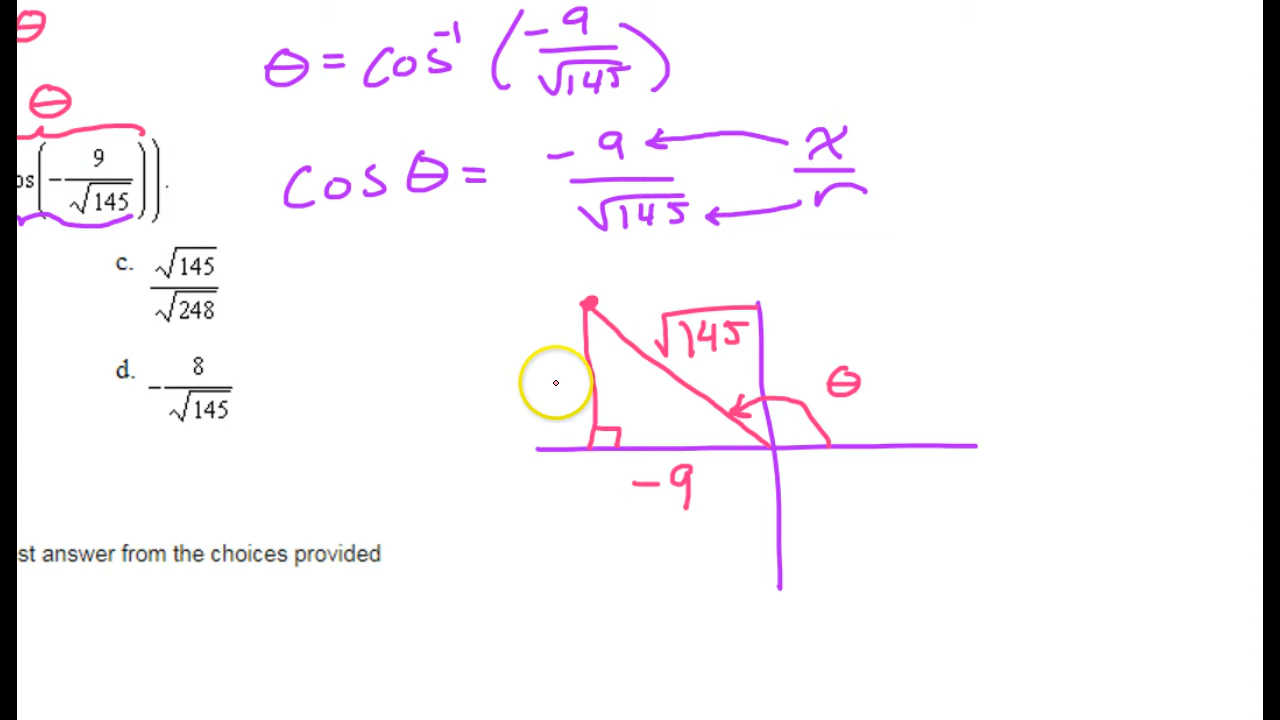 θ
θ = cos⁻¹ (-9/√145)
θ
os(-9/√145)).
cos θ = -9/√145 x/r
c. √145/√248
√145
d. -8/√145
θ
-9
st answer from the choices provided